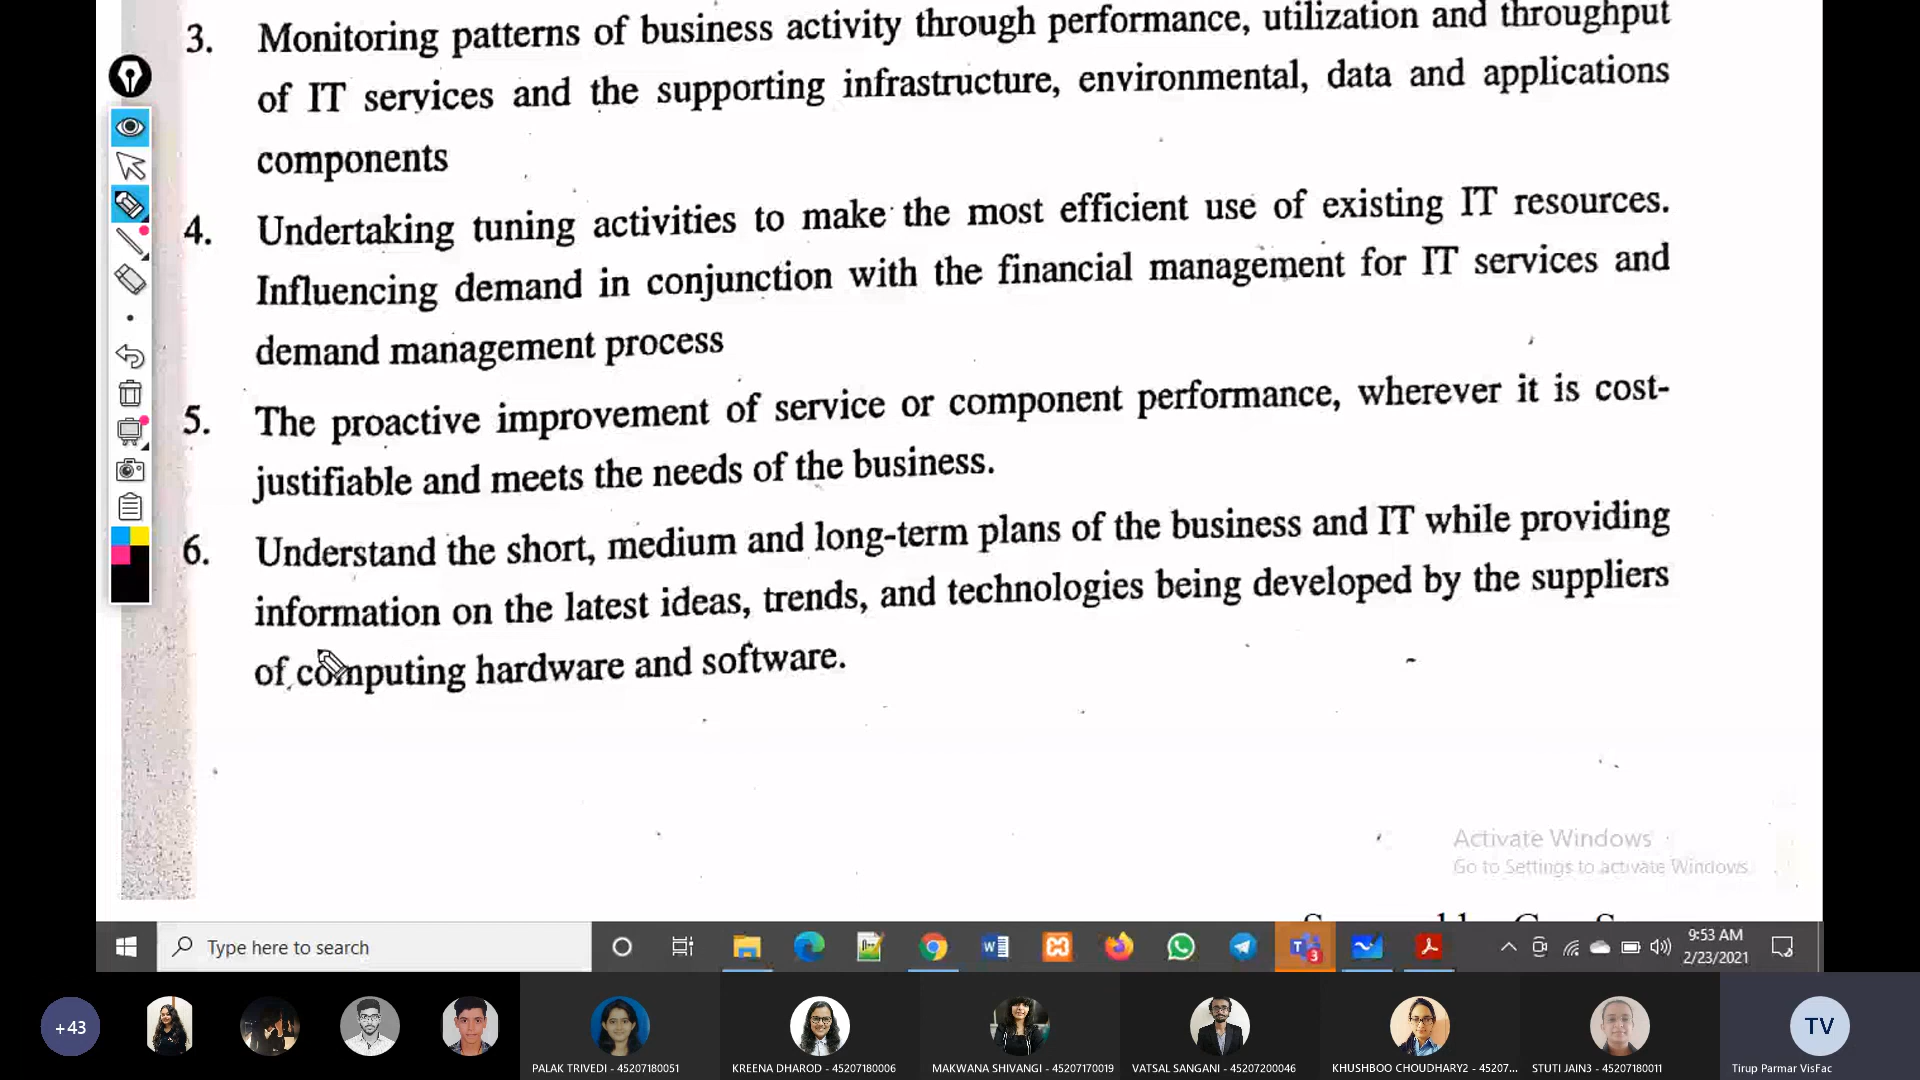 3. Monitoring patterns of business activity through performance, utilization and throughput
of IT services and the supporting infrastructure, environmental, data and applications
components
4. Undertaking tuning activities to make the most efficient use of existing IT resources.
Influencing demand in conjunction with the financial management for IT services and
demand management process
5. The proactive improvement of service or component performance, wherever it is cost-
justifiable and meets the needs of the business.
6. Understand the short, medium and long-term plans of the business and IT while providing
information on the latest ideas, trends, and technologies being developed by the suppliers
of computing hardware and software.
Activate Windows
Go to Settings to activate Windows.
Type here to search
3
9:53 AM
2/23/2021
+43
TV
PALAK TRIVEDI - 45207180051
KREENA DHAROD - 45207180006
MAKWANA SHIVANGI - 45207170019
VATSAL SANGANI - 45207200046
KHUSHBOO CHOUDHARY2 - 45207...
STUTI JAIN3 - 45207180011
Tirup Parmar VisFac